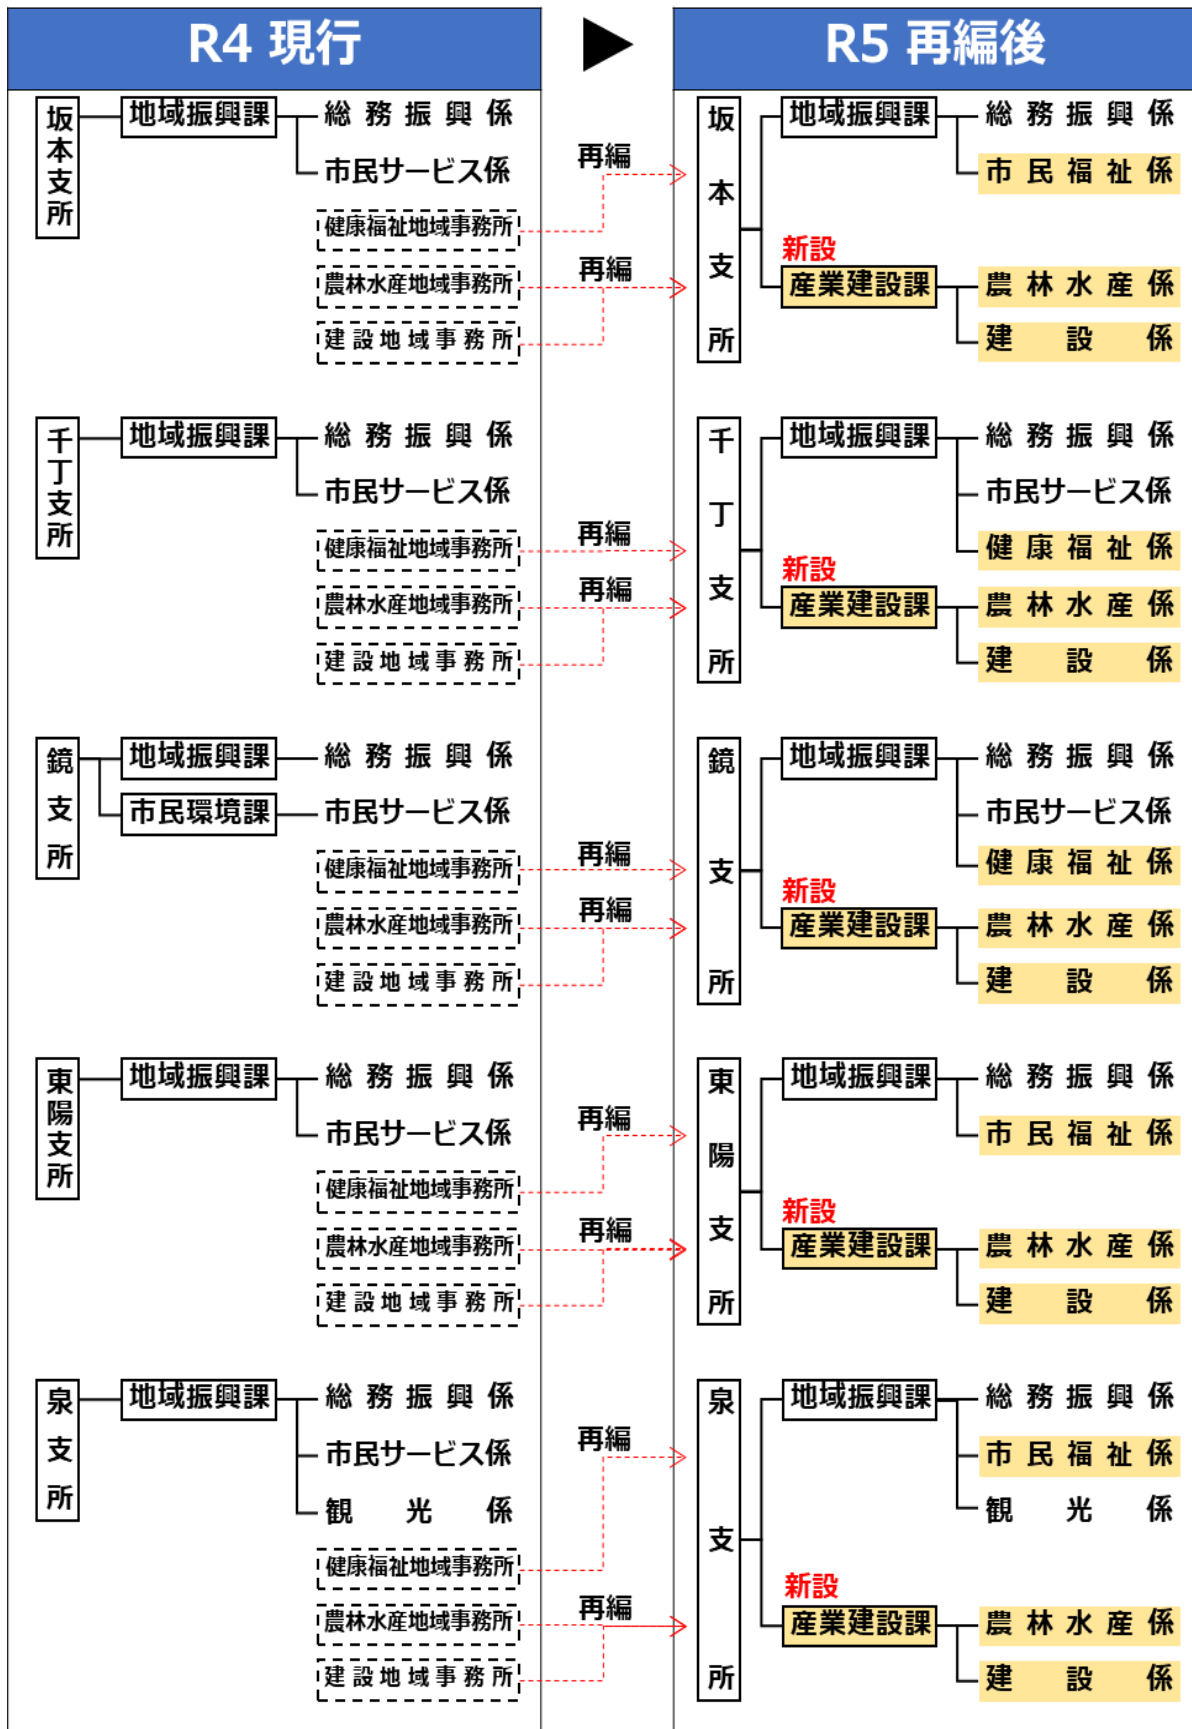 R4 現行
▶
R5 再編後
坂本支所
地域振興課
総務振興係
市民サービス係
健康福祉地域事務所
農林水産地域事務所
建設地域事務所
再編
再編
坂本支所
地域振興課
総務振興係
市民福祉係
新設
産業建設課
農林水産係
建設係
千丁支所
地域振興課
総務振興係
市民サービス係
健康福祉地域事務所
農林水産地域事務所
建設地域事務所
再編
再編
千丁支所
地域振興課
総務振興係
市民サービス係
健康福祉係
新設
産業建設課
農林水産係
建設係
鏡支所
地域振興課
総務振興係
市民環境課
市民サービス係
健康福祉地域事務所
農林水産地域事務所
建設地域事務所
再編
再編
鏡支所
地域振興課
総務振興係
市民サービス係
健康福祉係
新設
産業建設課
農林水産係
建設係
東陽支所
地域振興課
総務振興係
市民サービス係
健康福祉地域事務所
農林水産地域事務所
建設地域事務所
再編
再編
東陽支所
地域振興課
総務振興係
市民福祉係
新設
産業建設課
農林水産係
建設係
泉支所
地域振興課
総務振興係
市民サービス係
観光係
健康福祉地域事務所
農林水産地域事務所
建設地域事務所
再編
再編
泉支所
地域振興課
総務振興係
市民福祉係
観光係
新設
産業建設課
農林水産係
建設係